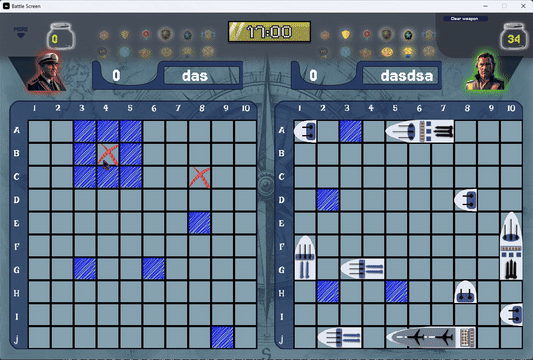 Battle Screen
MORE
Clear weapon
0
17:00
34
0 das
0 dasdsa
1 2 3 4 5 6 7 8 9 10
1 2 3 4 5 6 7 8 9 10
A
B
C
D
E
F
G
H
I
J
A
B
C
D
E
F
G
H
I
J